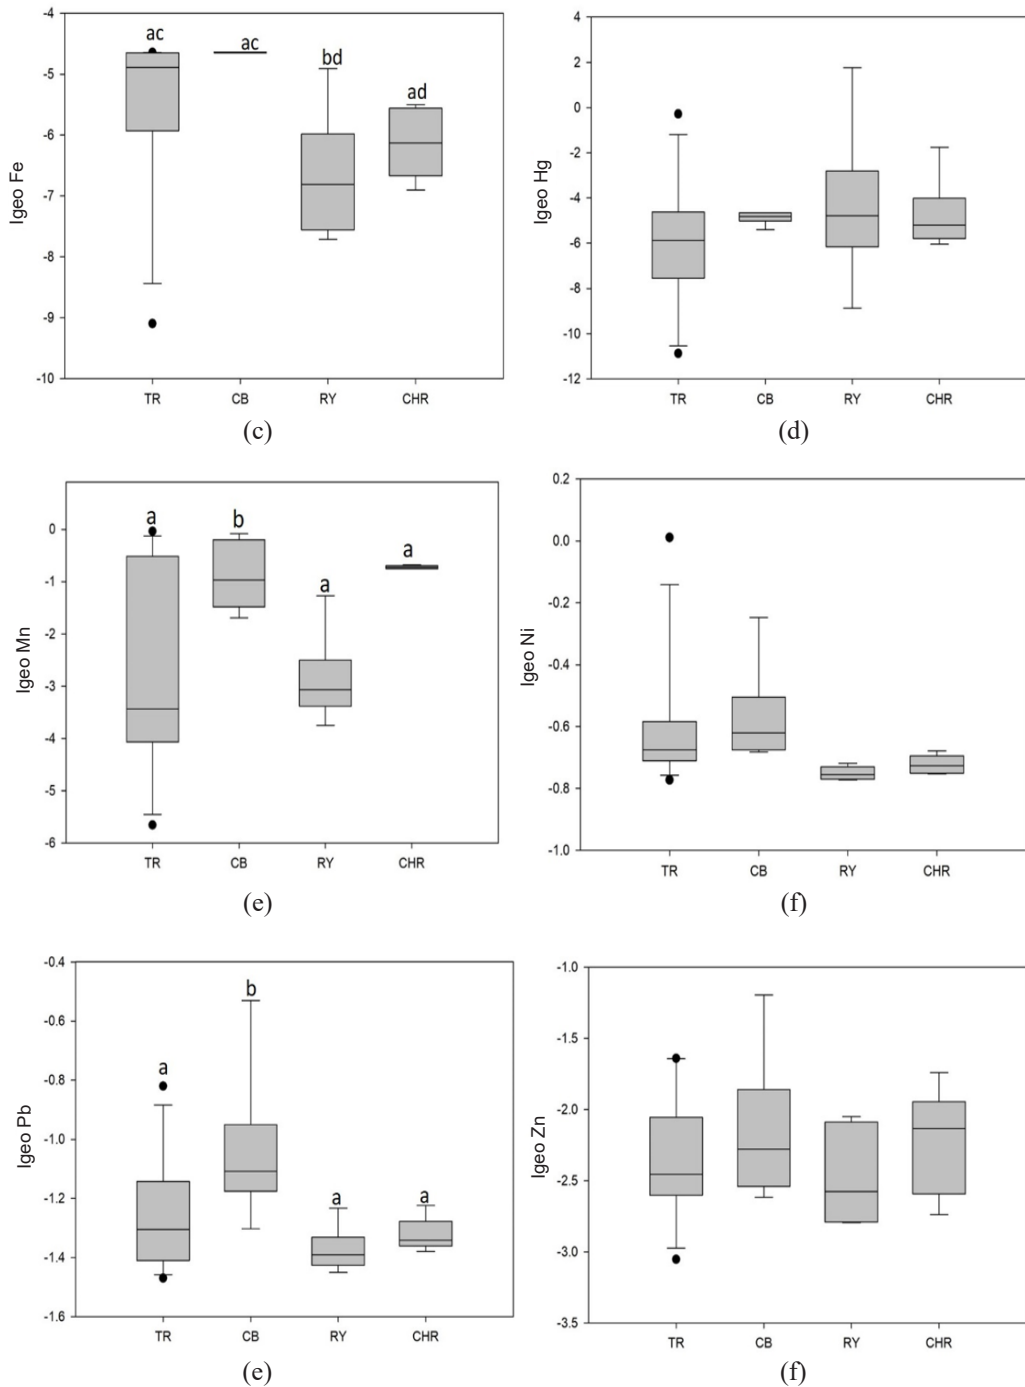 -4
-5
-6
-7
-8
-9
-10
Igeo Fe
ac
ac
bd
ad
TR
CB
RY
CHR
(c)
4
2
0
-2
-4
-6
-8
-10
-12
Igeo Hg
TR
CB
RY
CHR
(d)
0
-1
-2
-3
-4
-5
-6
Igeo Mn
a
b
a
a
TR
CB
RY
CHR
(e)
0.2
0.0
-0.2
-0.4
-0.6
-0.8
-1.0
Igeo Ni
TR
CB
RY
CHR
(f)
-0.4
-0.6
-0.8
-1.0
-1.2
-1.4
-1.6
Igeo Pb
a
b
a
a
TR
CB
RY
CHR
(e)
-1.0
-1.5
-2.0
-2.5
-3.0
-3.5
Igeo Zn
TR
CB
RY
CHR
(f)